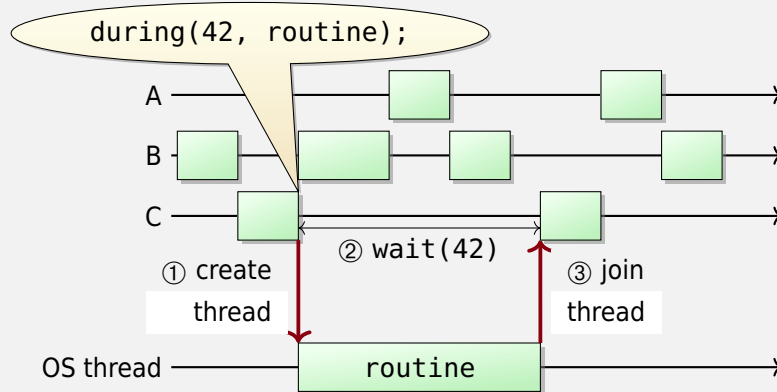 during(42, routine);
A
B
C
② wait(42)
① create
thread
③ join
thread
OS thread
routine